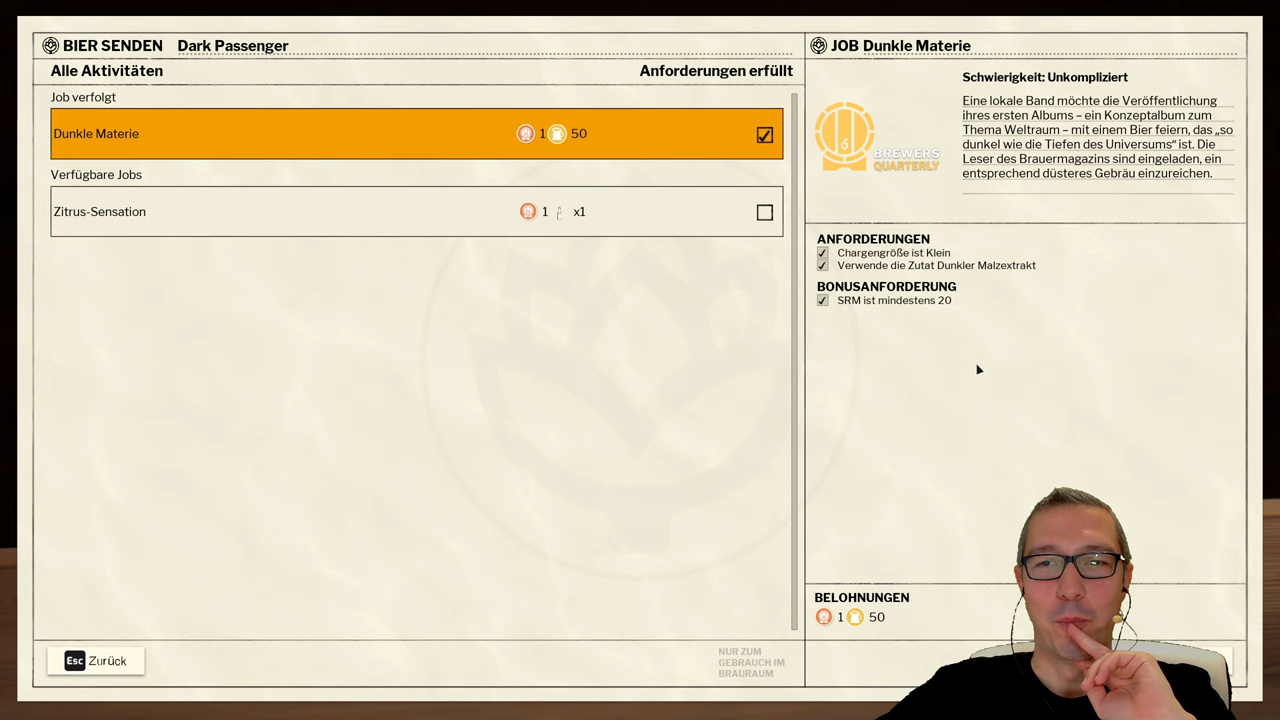 BIER SENDEN Dark Passenger
Alle Aktivitäten Anforderungen erfüllt
Job verfolgt
Dunkle Materie 1 50
Verfügbare Jobs
Zitrus-Sensation 1 x1
Esc Zurück
NUR ZUM
GEBRAUCH IM
BRAURAUM
JOB Dunkle Materie
Schwierigkeit: Unkompliziert
Eine lokale Band möchte die Veröffentlichung
ihres ersten Albums – ein Konzeptalbum zum
Thema Weltraum – mit einem Bier feiern, das „so
dunkel wie die Tiefen des Universums“ ist. Die
Leser des Brauermagazins sind eingeladen, ein
entsprechend düsteres Gebräu einzureichen.
BREWERS
QUARTERLY
ANFORDERUNGEN
Chargengröße ist Klein
Verwende die Zutat Dunkler Malzextrakt
BONUSANFORDERUNG
SRM ist mindestens 20
BELOHNUNGEN
1 50